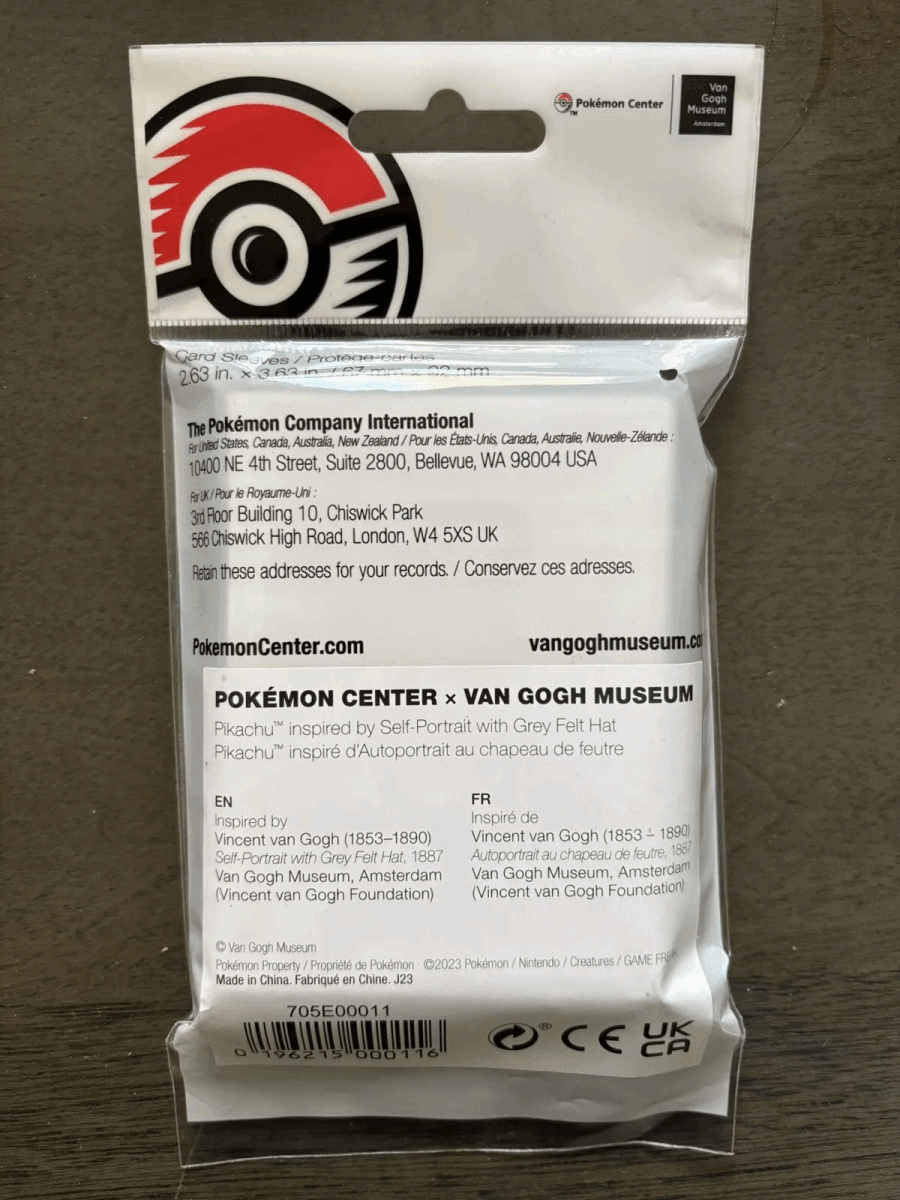 Pokémon Center
TM
Van
Gogh
Museum
Amsterdam
Card Sleeves / Protège-cartes
2.63 in. × 3.63 in. / 67 mm × 92 mm
The Pokémon Company International
For United States, Canada, Australia, New Zealand / Pour les États-Unis, Canada, Australie, Nouvelle-Zélande :
10400 NE 4th Street, Suite 2800, Bellevue, WA 98004 USA
For UK / Pour le Royaume-Uni :
3rd Floor Building 10, Chiswick Park
566 Chiswick High Road, London, W4 5XS UK
Retain these addresses for your records. / Conservez ces adresses.
PokemonCenter.com
vangoghmuseum.co
POKÉMON CENTER × VAN GOGH MUSEUM
Pikachu™ inspired by Self-Portrait with Grey Felt Hat
Pikachu™ inspiré d'Autoportrait au chapeau de feutre
EN
Inspired by
Vincent van Gogh (1853–1890)
Self-Portrait with Grey Felt Hat, 1887
Van Gogh Museum, Amsterdam
(Vincent van Gogh Foundation)
FR
Inspiré de
Vincent van Gogh (1853 – 1890)
Autoportrait au chapeau de feutre, 1887
Van Gogh Museum, Amsterdam
(Vincent van Gogh Foundation)
© Van Gogh Museum
Pokémon Property / Propriété de Pokémon ©2023 Pokémon / Nintendo / Creatures / GAME FREAK
Made in China. Fabriqué en Chine. J23
705E00011
0 196215 000116
® CE UK
CA